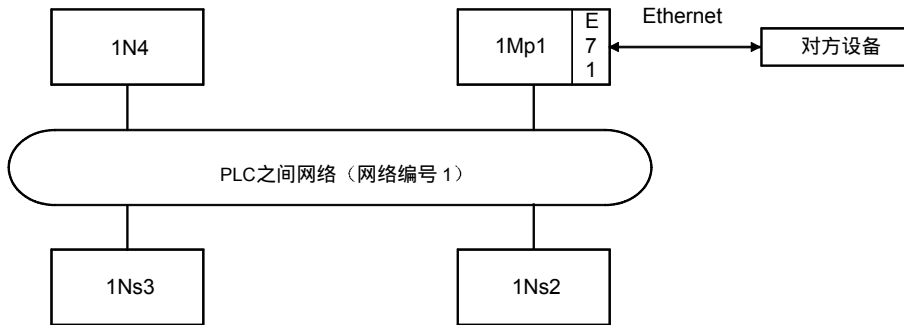 Ethernet
1N4
1Mp1
E
7
1
对方设备
PLC之间网络（网络编号 1）
1Ns3
1Ns2